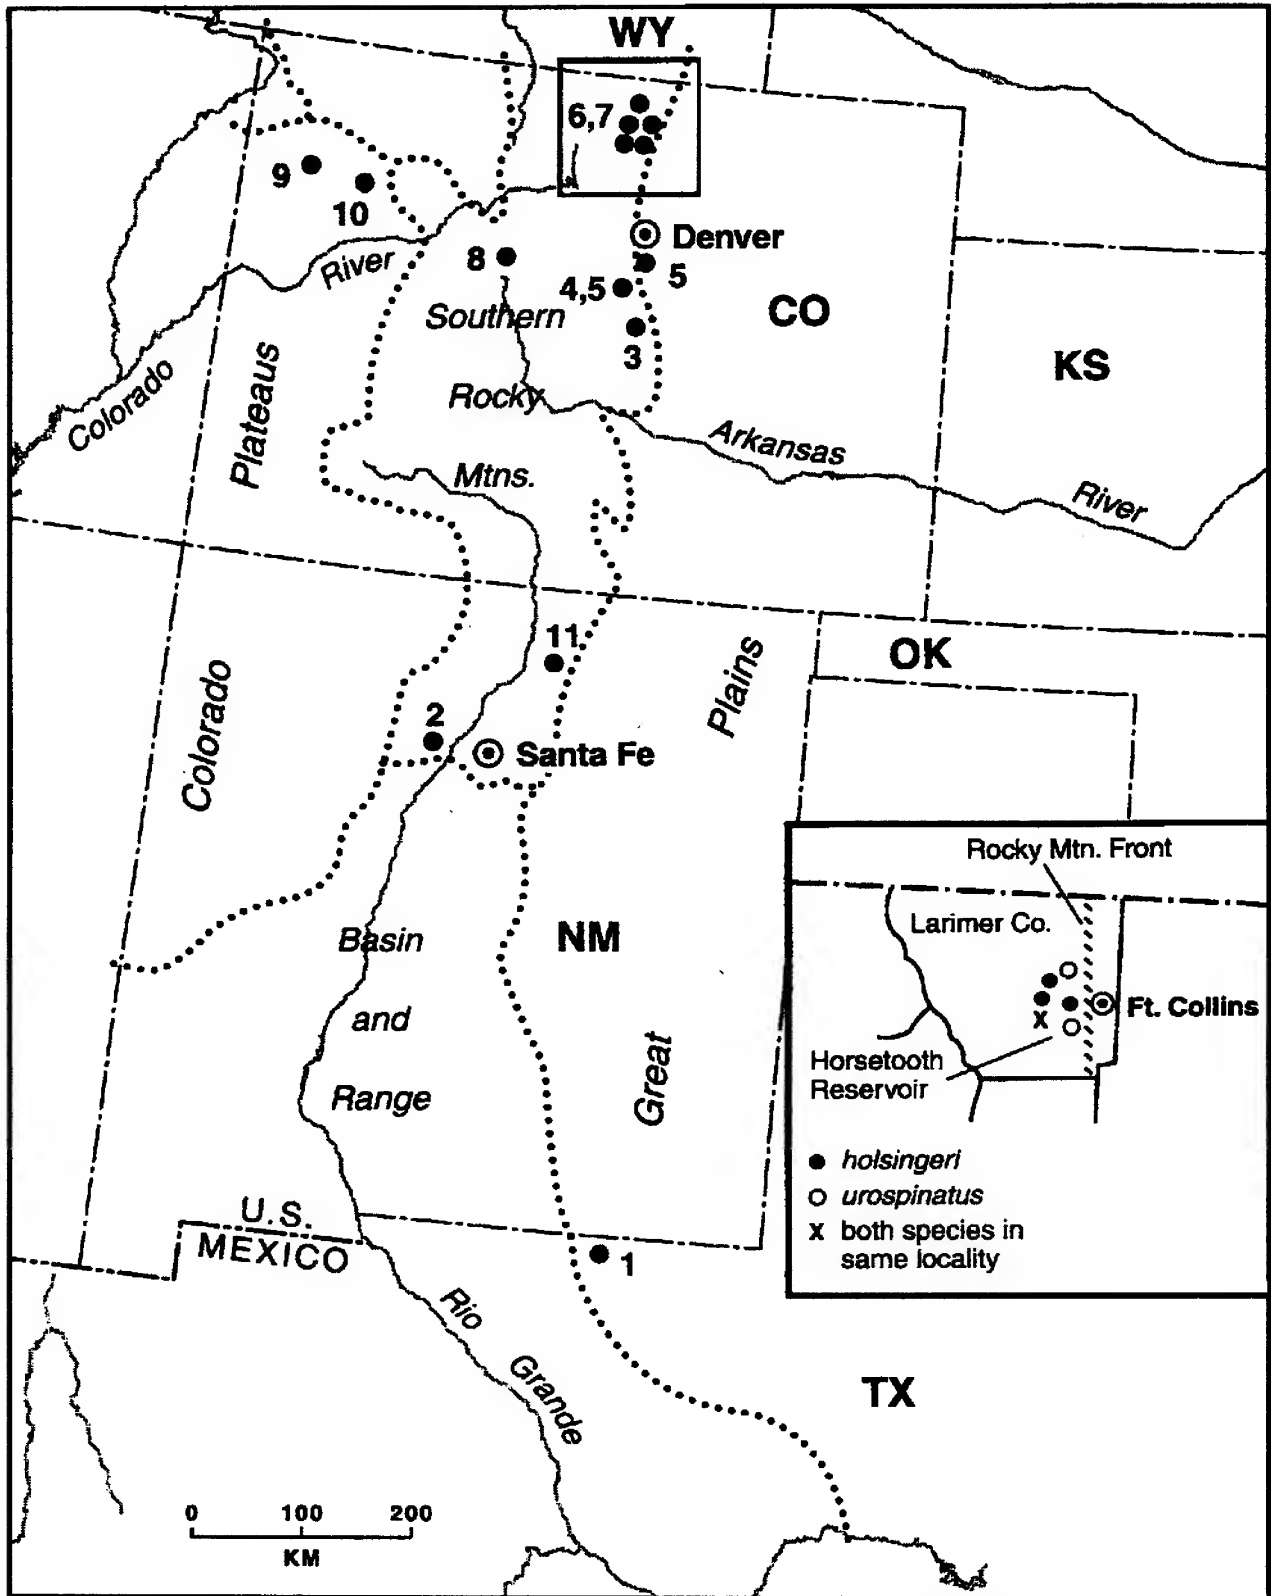 WY
6,7
9
10
Denver
8
River
5
4,5
Southern
CO
3
KS
Plateaus
Colorado
Rocky
Arkansas
Mtns.
River
11
OK
Plains
Colorado
2
Santa Fe
Rocky Mtn. Front
Larimer Co.
Basin
NM
Ft. Collins
and
Great
Horsetooth
Reservoir
Range
holsingeri
urospinatus
x both species in
same locality
U.S.
MEXICO
1
Rio
Grande
TX
0 100 200
KM
x